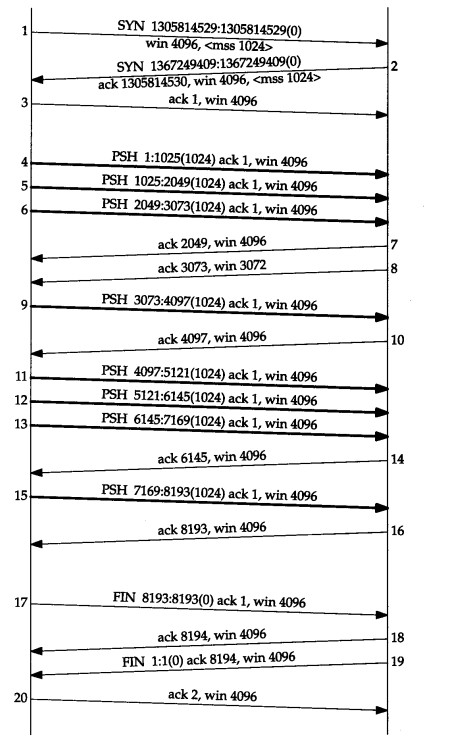 1 SYN 1305814529:1305814529(0)
win 4096, <mss 1024>
SYN 1367249409:1367249409(0) 2
ack 1305814530, win 4096, <mss 1024>
3 ack 1, win 4096
4 PSH 1:1025(1024) ack 1, win 4096
5 PSH 1025:2049(1024) ack 1, win 4096
6 PSH 2049:3073(1024) ack 1, win 4096
ack 2049, win 4096 7
ack 3073, win 3072 8
9 PSH 3073:4097(1024) ack 1, win 4096
ack 4097, win 4096 10
11 PSH 4097:5121(1024) ack 1, win 4096
12 PSH 5121:6145(1024) ack 1, win 4096
13 PSH 6145:7169(1024) ack 1, win 4096
ack 6145, win 4096 14
15 PSH 7169:8193(1024) ack 1, win 4096
ack 8193, win 4096 16
17 FIN 8193:8193(0) ack 1, win 4096
ack 8194, win 4096 18
FIN 1:1(0) ack 8194, win 4096 19
20 ack 2, win 4096